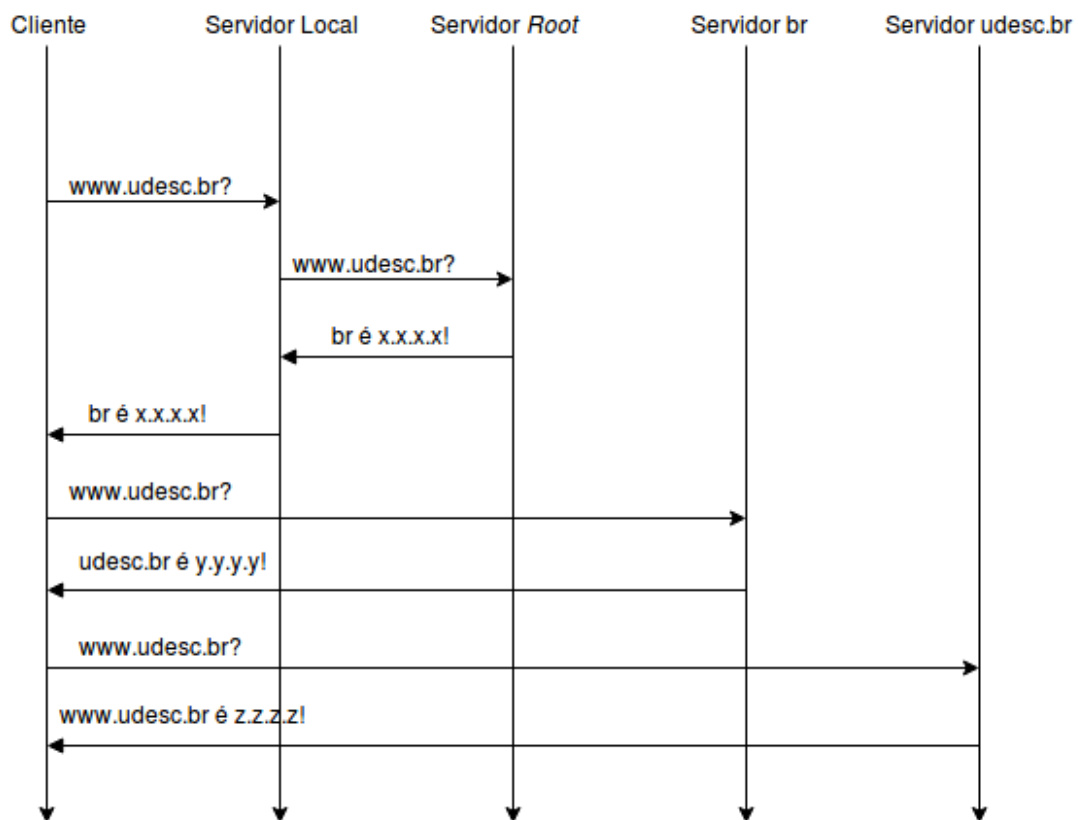 Cliente
Servidor Local
Servidor Root
Servidor br
Servidor udesc.br
www.udesc.br?
www.udesc.br?
br é x.x.x.x!
br é x.x.x.x!
www.udesc.br?
udesc.br é y.y.y.y!
www.udesc.br?
www.udesc.br é z.z.z.z!